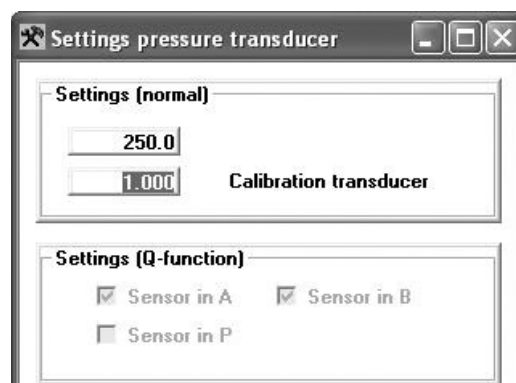 Settings pressure transducer
Settings (normal)
250.0
1.000 Calibration transducer
Settings (Q-function)
Sensor in A Sensor in B
Sensor in P